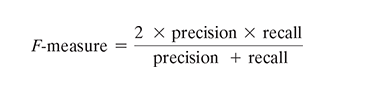 F-measure = 2 × precision × recall / precision + recall